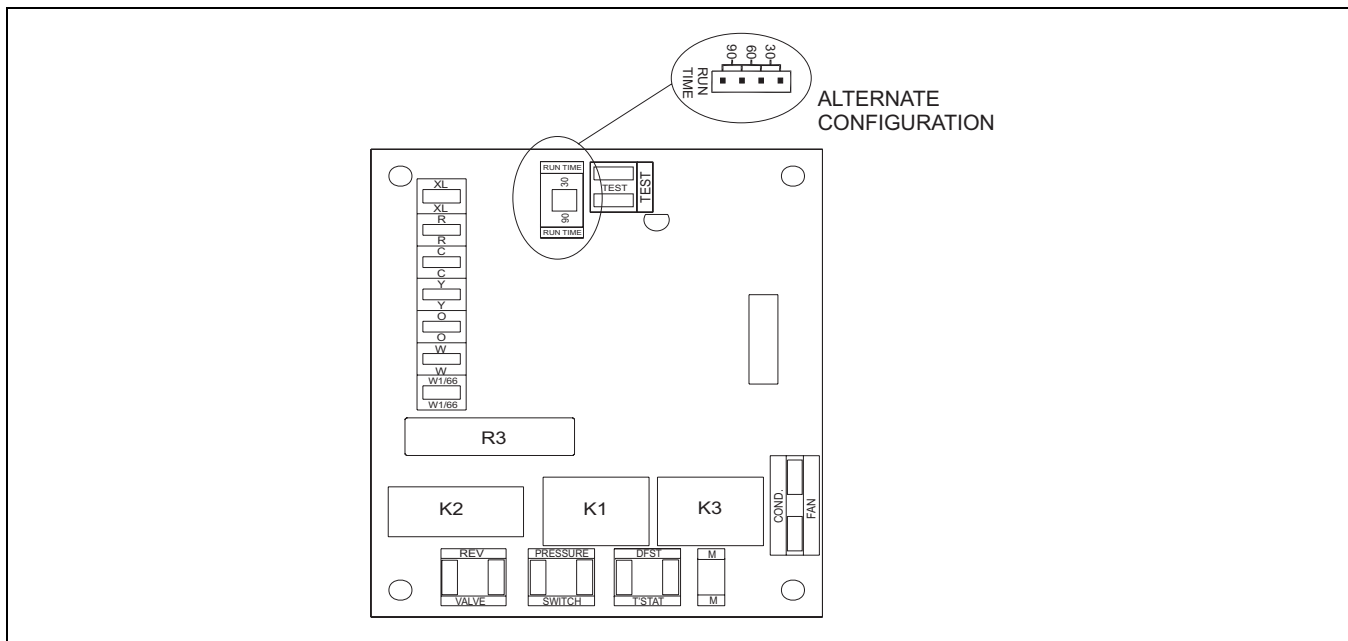 90 60 30
RUN
TIME
ALTERNATE
CONFIGURATION
RUN TIME
30
90
RUN TIME
TEST
TEST
XL
XL
R
R
C
C
Y
Y
O
O
W
W
W1/66
W1/66
R3
K2
K1
K3
COND.
FAN
REV
VALVE
PRESSURE
SWITCH
DFST
T'STAT
M
M